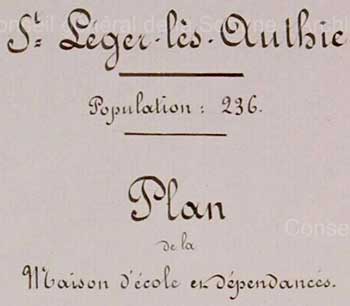 St. Léger-lès-Authie
Population : 236.
Plan
de la
Maison d'école et dépendances.